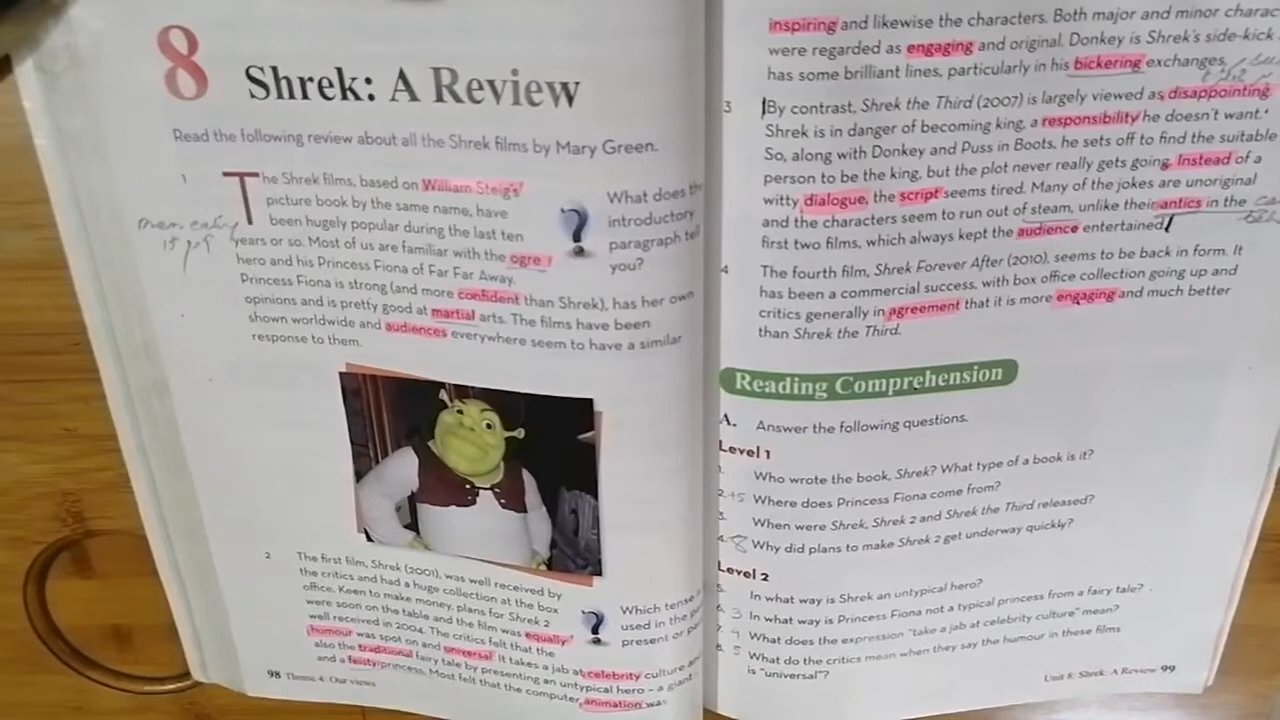 8
Shrek: A Review
Read the following review about all the Shrek films by Mary Green.
1
The Shrek films, based on William Steig's
picture book by the same name, have
been hugely popular during the last ten
years or so. Most of us are familiar with the ogre
hero and his Princess Fiona of Far Far Away.
Princess Fiona is strong (and more confident than Shrek), has her own
opinions and is pretty good at martial arts. The films have been
shown worldwide and audiences everywhere seem to have a similar
response to them.
?
What does the
introductory
paragraph tell
you?
2
The first film, Shrek (2001), was well received by
the critics and had a huge collection at the box
office. Keen to make money, plans for Shrek 2
were soon on the table and the film was equally
well received in 2004. The critics felt that the
humour was spot on and universal. It takes a jab at celebrity culture and
also the traditional fairy tale by presenting an untypical hero – a giant
and a feisty princess. Most felt that the computer animation was
?
Which tense
used in the
present or
98 Theme 4: Our views
inspiring and likewise the characters. Both major and minor
were regarded as engaging and original. Donkey is Shrek's side-kick
has some brilliant lines, particularly in his bickering exchanges.
3
By contrast, Shrek the Third (2007) is largely viewed as disappointing.
Shrek is in danger of becoming king, a responsibility he doesn't want.
So, along with Donkey and Puss in Boots, he sets off to find the suitable
person to be the king, but the plot never really gets going. Instead of a
witty dialogue, the script seems tired. Many of the jokes are unoriginal
and the characters seem to run out of steam, unlike their antics in the
first two films, which always kept the audience entertained
4
The fourth film, Shrek Forever After (2010), seems to be back in form. It
has been a commercial success, with box office collection going up and
critics generally in agreement that it is more engaging and much better
than Shrek the Third.
Reading Comprehension
A. Answer the following questions.
Level 1
1. Who wrote the book, Shrek? What type of a book is it?
2. Where does Princess Fiona come from?
3. When were Shrek, Shrek 2 and Shrek the Third released?
4. 8 Why did plans to make Shrek 2 get underway quickly?
Level 2
5. In what way is Shrek an untypical hero?
6. 3 In what way is Princess Fiona not a typical princess from a fairy tale?
7. 4 What does the expression "take a jab at celebrity culture" mean?
8. 5 What do the critics mean when they say the humour in these films
is "universal"?
Unit 8: Shrek: A Review 99